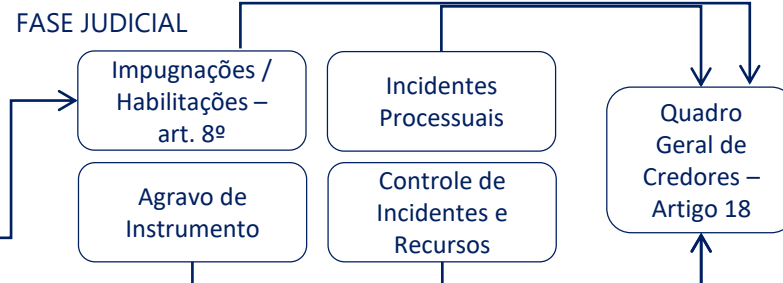 FASE JUDICIAL
Impugnações /
Habilitações –
art. 8º
Incidentes
Processuais
Agravo de
Instrumento
Controle de
Incidentes e
Recursos
Quadro
Geral de
Credores –
Artigo 18